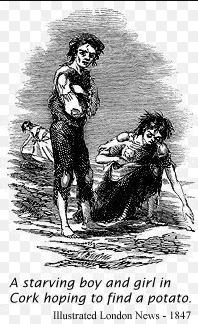 A starving boy and girl in
Cork hoping to find a potato.
Illustrated London News - 1847